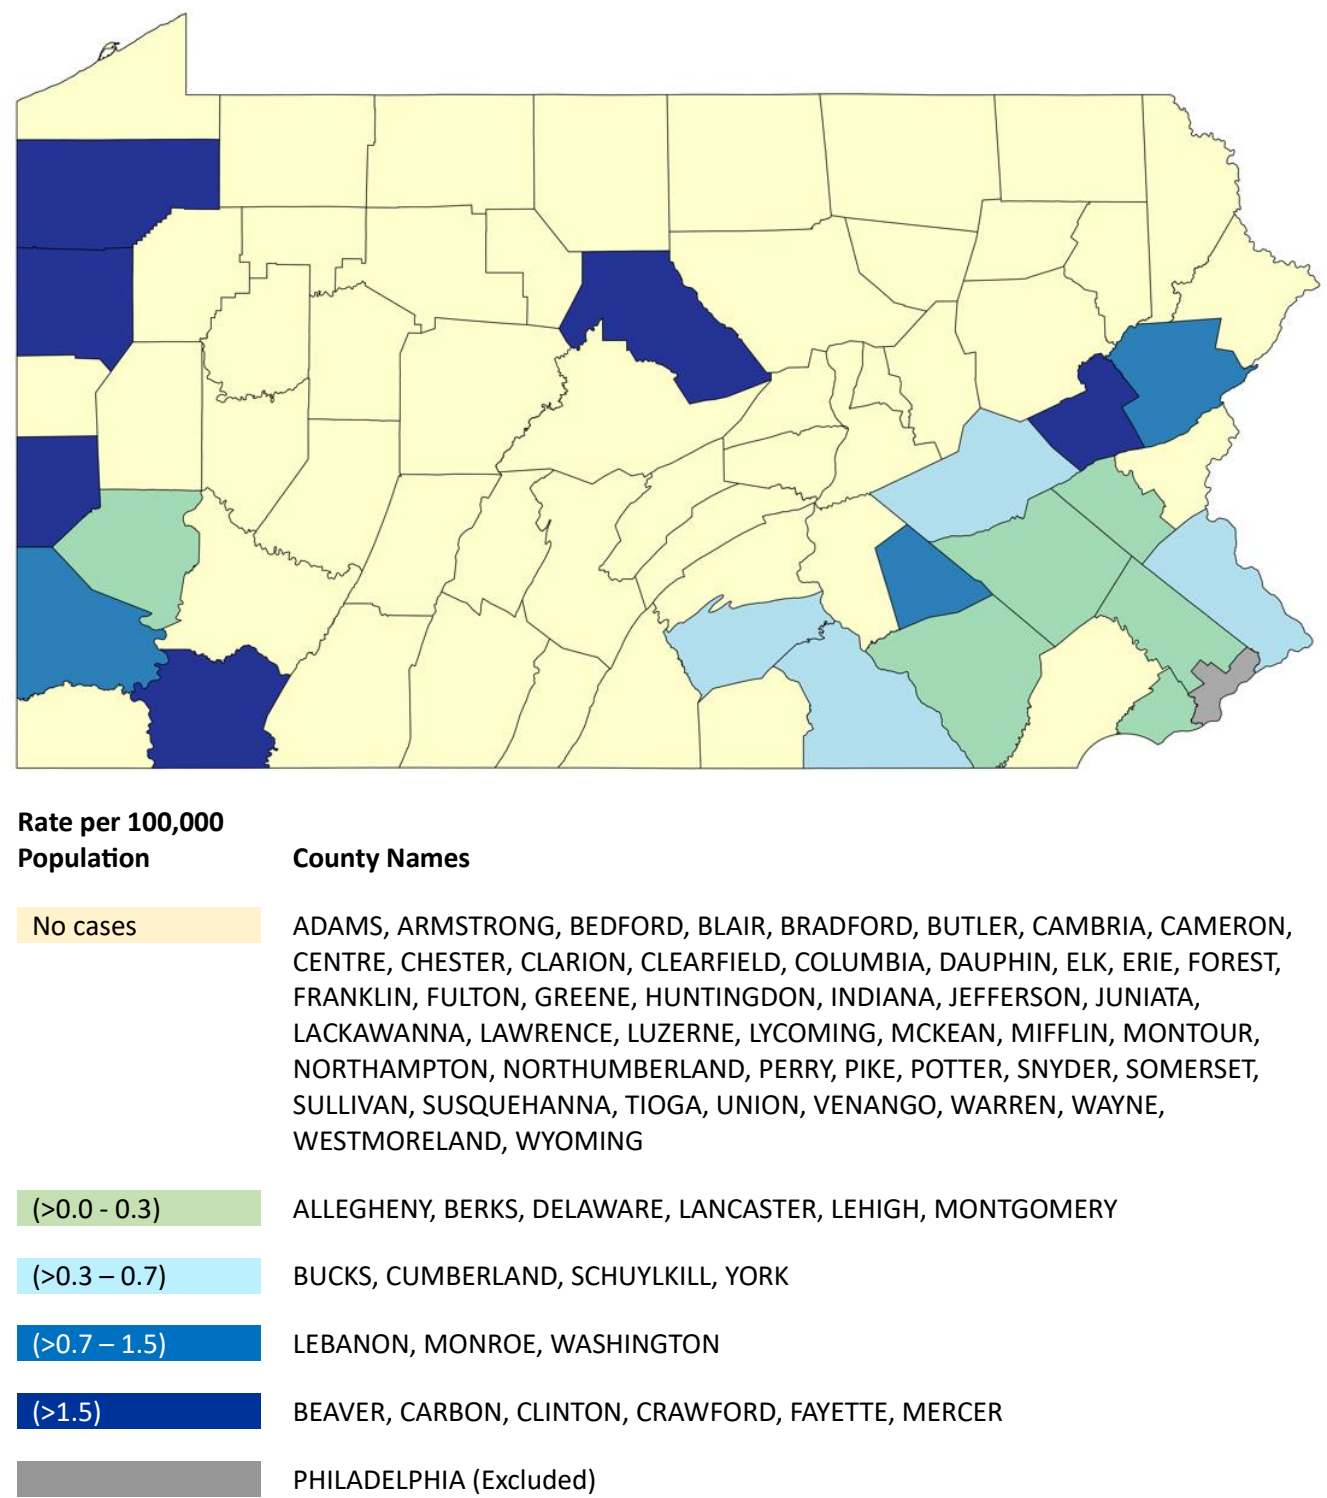 Rate per 100,000
Population
County Names
No cases
ADAMS, ARMSTRONG, BEDFORD, BLAIR, BRADFORD, BUTLER, CAMBRIA, CAMERON,
CENTRE, CHESTER, CLARION, CLEARFIELD, COLUMBIA, DAUPHIN, ELK, ERIE, FOREST,
FRANKLIN, FULTON, GREENE, HUNTINGDON, INDIANA, JEFFERSON, JUNIATA,
LACKAWANNA, LAWRENCE, LUZERNE, LYCOMING, MCKEAN, MIFFLIN, MONTOUR,
NORTHAMPTON, NORTHUMBERLAND, PERRY, PIKE, POTTER, SNYDER, SOMERSET,
SULLIVAN, SUSQUEHANNA, TIOGA, UNION, VENANGO, WARREN, WAYNE,
WESTMORELAND, WYOMING
(>0.0 - 0.3)
ALLEGHENY, BERKS, DELAWARE, LANCASTER, LEHIGH, MONTGOMERY
(>0.3 – 0.7)
BUCKS, CUMBERLAND, SCHUYLKILL, YORK
(>0.7 – 1.5)
LEBANON, MONROE, WASHINGTON
(>1.5)
BEAVER, CARBON, CLINTON, CRAWFORD, FAYETTE, MERCER
PHILADELPHIA (Excluded)